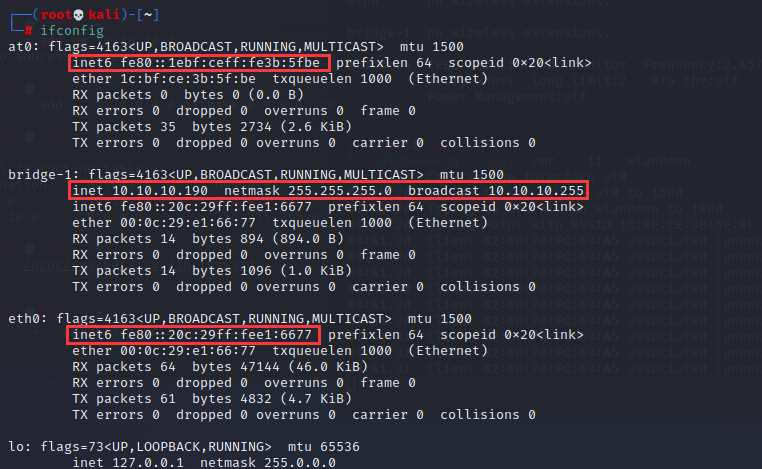 (root💀kali)-[~]
# ifconfig
at0: flags=4163<UP,BROADCAST,RUNNING,MULTICAST>  mtu 1500
inet6 fe80::1ebf:ceff:fe3b:5fbe  prefixlen 64  scopeid 0×20<link>
ether 1c:bf:ce:3b:5f:be  txqueuelen 1000  (Ethernet)
RX packets 0  bytes 0 (0.0 B)
RX errors 0  dropped 0  overruns 0  frame 0
TX packets 35  bytes 2734 (2.6 KiB)
TX errors 0  dropped 0 overruns 0  carrier 0  collisions 0
bridge-1: flags=4163<UP,BROADCAST,RUNNING,MULTICAST>  mtu 1500
inet 10.10.10.190  netmask 255.255.255.0  broadcast 10.10.10.255
inet6 fe80::20c:29ff:fee1:6677  prefixlen 64  scopeid 0×20<link>
ether 00:0c:29:e1:66:77  txqueuelen 1000  (Ethernet)
RX packets 14  bytes 894 (894.0 B)
RX errors 0  dropped 0  overruns 0  frame 0
TX packets 14  bytes 1096 (1.0 KiB)
TX errors 0  dropped 0 overruns 0  carrier 0  collisions 0
eth0: flags=4163<UP,BROADCAST,RUNNING,MULTICAST>  mtu 1500
inet6 fe80::20c:29ff:fee1:6677  prefixlen 64  scopeid 0×20<link>
ether 00:0c:29:e1:66:77  txqueuelen 1000  (Ethernet)
RX packets 64  bytes 47144 (46.0 KiB)
RX errors 0  dropped 0  overruns 0  frame 0
TX packets 61  bytes 4832 (4.7 KiB)
TX errors 0  dropped 0 overruns 0  carrier 0  collisions 0
lo: flags=73<UP,LOOPBACK,RUNNING>  mtu 65536
inet 127.0.0.1  netmask 255.0.0.0